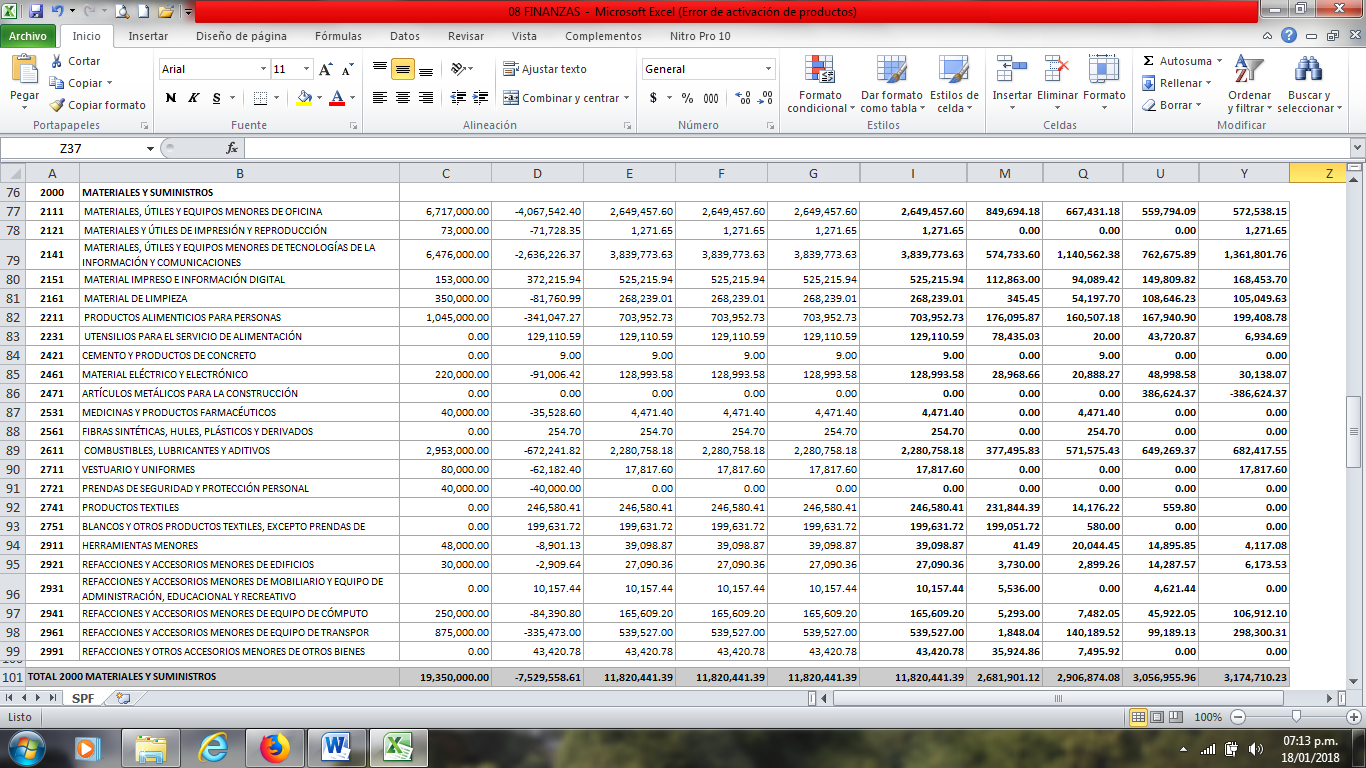 08 FINANZAS - Microsoft Excel (Error de activación de productos)
Archivo Inicio Insertar Diseño de página Fórmulas Datos Revisar Vista Complementos Nitro Pro 10
Pegar Cortar Copiar Copiar formato Portapapeles
Arial 11 N K S Fuente
Ajustar texto Combinar y centrar Alineación
General $ % 000 Número
Formato condicional Dar formato como tabla Estilos de celda Estilos
Insertar Eliminar Formato Celdas
Σ Autosuma Rellenar Borrar Ordenar y filtrar Buscar y seleccionar Modificar
Z37 fx
A B C D E F G I M Q U Y Z
76 2000 MATERIALES Y SUMINISTROS
77 2111 MATERIALES, ÚTILES Y EQUIPOS MENORES DE OFICINA 6,717,000.00 -4,067,542.40 2,649,457.60 2,649,457.60 2,649,457.60 2,649,457.60 849,694.18 667,431.18 559,794.09 572,538.15
78 2121 MATERIALES Y ÚTILES DE IMPRESIÓN Y REPRODUCCIÓN 73,000.00 -71,728.35 1,271.65 1,271.65 1,271.65 1,271.65 0.00 0.00 0.00 1,271.65
79 2141 MATERIALES, ÚTILES Y EQUIPOS MENORES DE TECNOLOGÍAS DE LA
INFORMACIÓN Y COMUNICACIONES 6,476,000.00 -2,636,226.37 3,839,773.63 3,839,773.63 3,839,773.63 3,839,773.63 574,733.60 1,140,562.38 762,675.89 1,361,801.76
80 2151 MATERIAL IMPRESO E INFORMACIÓN DIGITAL 153,000.00 372,215.94 525,215.94 525,215.94 525,215.94 525,215.94 112,863.00 94,089.42 149,809.82 168,453.70
81 2161 MATERIAL DE LIMPIEZA 350,000.00 -81,760.99 268,239.01 268,239.01 268,239.01 268,239.01 345.45 54,197.70 108,646.23 105,049.63
82 2211 PRODUCTOS ALIMENTICIOS PARA PERSONAS 1,045,000.00 -341,047.27 703,952.73 703,952.73 703,952.73 703,952.73 176,095.87 160,507.18 167,940.90 199,408.78
83 2231 UTENSILIOS PARA EL SERVICIO DE ALIMENTACIÓN 0.00 129,110.59 129,110.59 129,110.59 129,110.59 129,110.59 78,435.03 20.00 43,720.87 6,934.69
84 2421 CEMENTO Y PRODUCTOS DE CONCRETO 0.00 9.00 9.00 9.00 9.00 9.00 0.00 9.00 0.00 0.00
85 2461 MATERIAL ELÉCTRICO Y ELECTRÓNICO 220,000.00 -91,006.42 128,993.58 128,993.58 128,993.58 128,993.58 28,968.66 20,888.27 48,998.58 30,138.07
86 2471 ARTÍCULOS METÁLICOS PARA LA CONSTRUCCIÓN 0.00 0.00 0.00 0.00 0.00 0.00 0.00 0.00 386,624.37 -386,624.37
87 2531 MEDICINAS Y PRODUCTOS FARMACÉUTICOS 40,000.00 -35,528.60 4,471.40 4,471.40 4,471.40 4,471.40 0.00 4,471.40 0.00 0.00
88 2561 FIBRAS SINTÉTICAS, HULES, PLÁSTICOS Y DERIVADOS 0.00 254.70 254.70 254.70 254.70 254.70 0.00 254.70 0.00 0.00
89 2611 COMBUSTIBLES, LUBRICANTES Y ADITIVOS 2,953,000.00 -672,241.82 2,280,758.18 2,280,758.18 2,280,758.18 2,280,758.18 377,495.83 571,575.43 649,269.37 682,417.55
90 2711 VESTUARIO Y UNIFORMES 80,000.00 -62,182.40 17,817.60 17,817.60 17,817.60 17,817.60 0.00 0.00 0.00 17,817.60
91 2721 PRENDAS DE SEGURIDAD Y PROTECCIÓN PERSONAL 40,000.00 -40,000.00 0.00 0.00 0.00 0.00 0.00 0.00 0.00 0.00
92 2741 PRODUCTOS TEXTILES 0.00 246,580.41 246,580.41 246,580.41 246,580.41 246,580.41 231,844.39 14,176.22 559.80 0.00
93 2751 BLANCOS Y OTROS PRODUCTOS TEXTILES, EXCEPTO PRENDAS DE 0.00 199,631.72 199,631.72 199,631.72 199,631.72 199,631.72 199,051.72 580.00 0.00 0.00
94 2911 HERRAMIENTAS MENORES 48,000.00 -8,901.13 39,098.87 39,098.87 39,098.87 39,098.87 41.49 20,044.45 14,895.85 4,117.08
95 2921 REFACCIONES Y ACCESORIOS MENORES DE EDIFICIOS 30,000.00 -2,909.64 27,090.36 27,090.36 27,090.36 27,090.36 3,730.00 2,899.26 14,287.57 6,173.53
96 2931 REFACCIONES Y ACCESORIOS MENORES DE MOBILIARIO Y EQUIPO DE
ADMINISTRACIÓN, EDUCACIONAL Y RECREATIVO 0.00 10,157.44 10,157.44 10,157.44 10,157.44 10,157.44 5,536.00 0.00 4,621.44 0.00
97 2941 REFACCIONES Y ACCESORIOS MENORES DE EQUIPO DE CÓMPUTO 250,000.00 -84,390.80 165,609.20 165,609.20 165,609.20 165,609.20 5,293.00 7,482.05 45,922.05 106,912.10
98 2961 REFACCIONES Y ACCESORIOS MENORES DE EQUIPO DE TRANSPOR 875,000.00 -335,473.00 539,527.00 539,527.00 539,527.00 539,527.00 1,848.04 140,189.52 99,189.13 298,300.31
99 2991 REFACCIONES Y OTROS ACCESORIOS MENORES DE OTROS BIENES 0.00 43,420.78 43,420.78 43,420.78 43,420.78 43,420.78 35,924.86 7,495.92 0.00 0.00
101 TOTAL 2000 MATERIALES Y SUMINISTROS 19,350,000.00 -7,529,558.61 11,820,441.39 11,820,441.39 11,820,441.39 11,820,441.39 2,681,901.12 2,906,874.08 3,056,955.96 3,174,710.23
SPF
Listo 100%
07:13 p.m.
18/01/2018